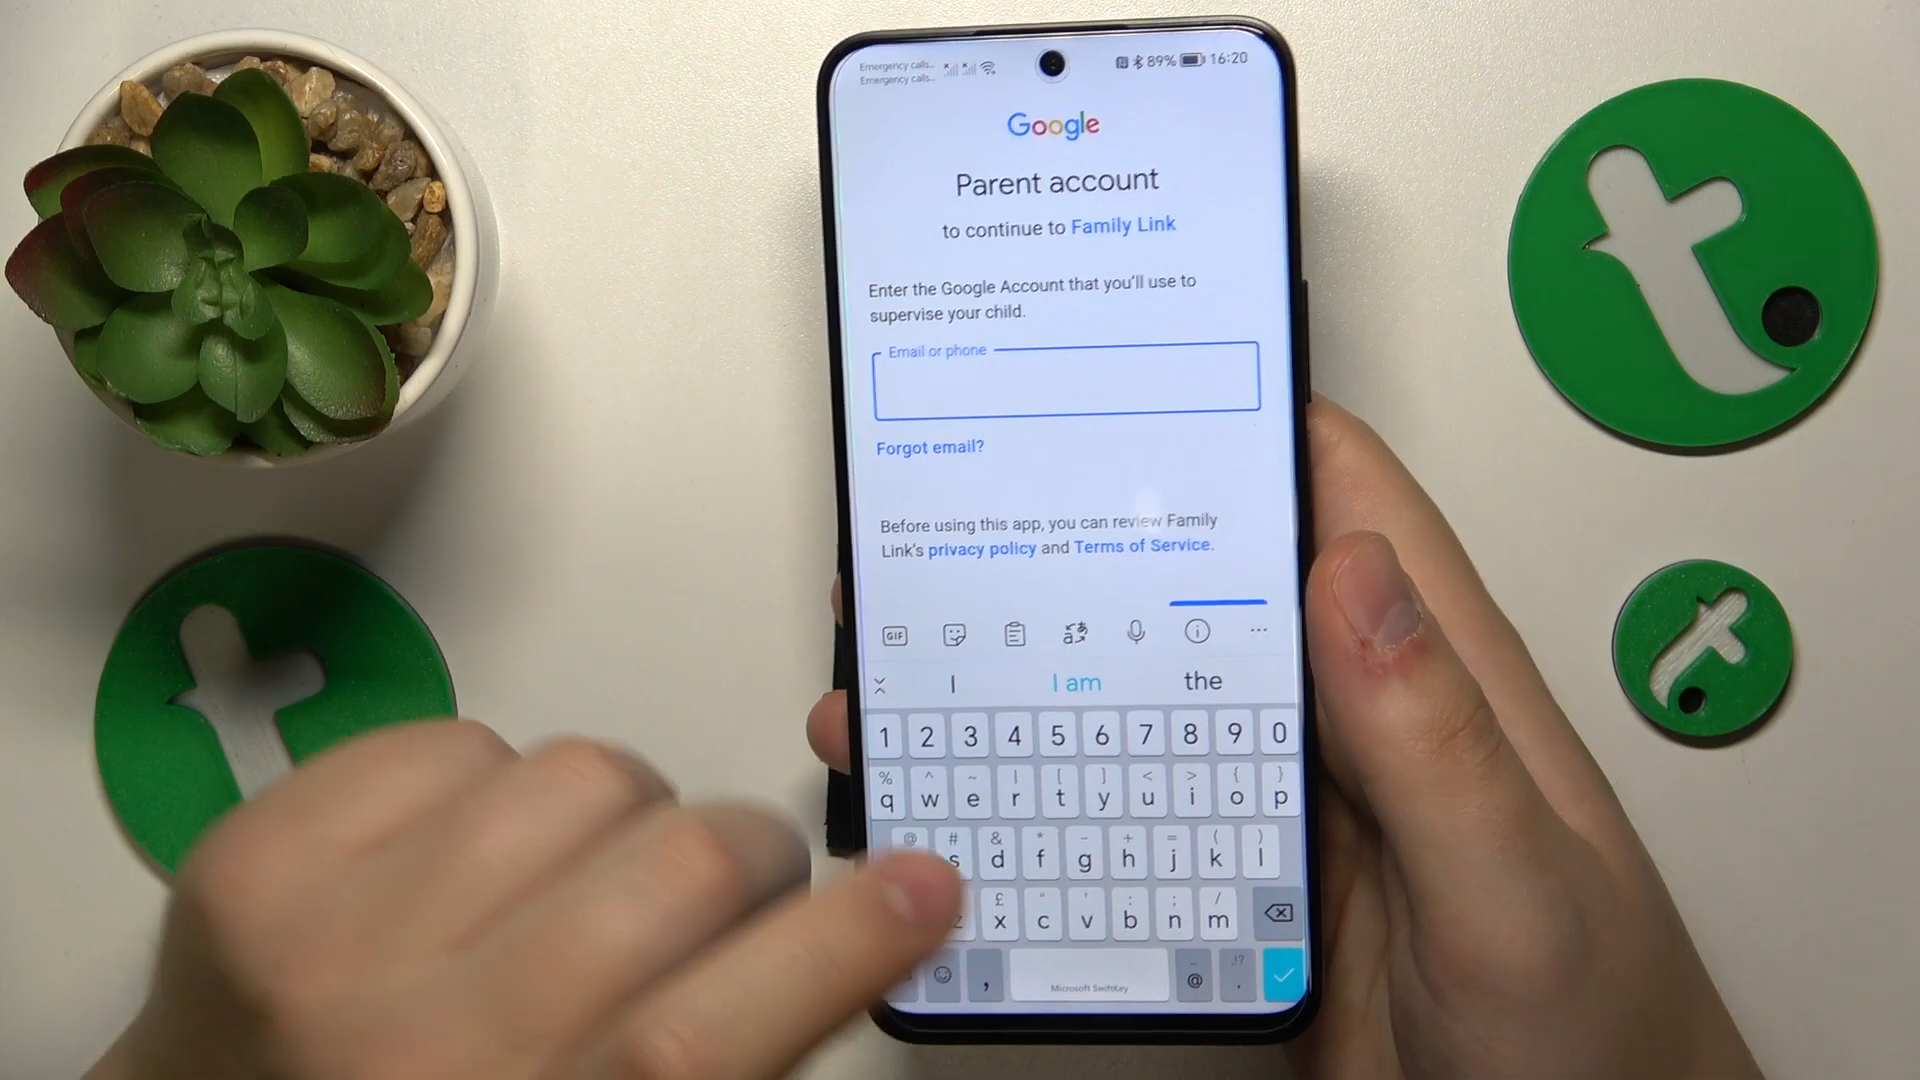 Emergency calls..
Emergency calls..
89% 16:20
Google
Parent account
to continue to Family Link
Enter the Google Account that you'll use to
supervise your child.
Email or phone
Forgot email?
Before using this app, you can review Family
Link's privacy policy and Terms of Service.
GIF
I I am the
1 2 3 4 5 6 7 8 9 0
% ^ ~ | [ ] < > { }
q w e r t y u i o p
@ # & * - + = ( )
s d f g h j k l
£ " ' : ; /
z x c v b n m
, Microsoft SwiftKey @ .
,!?